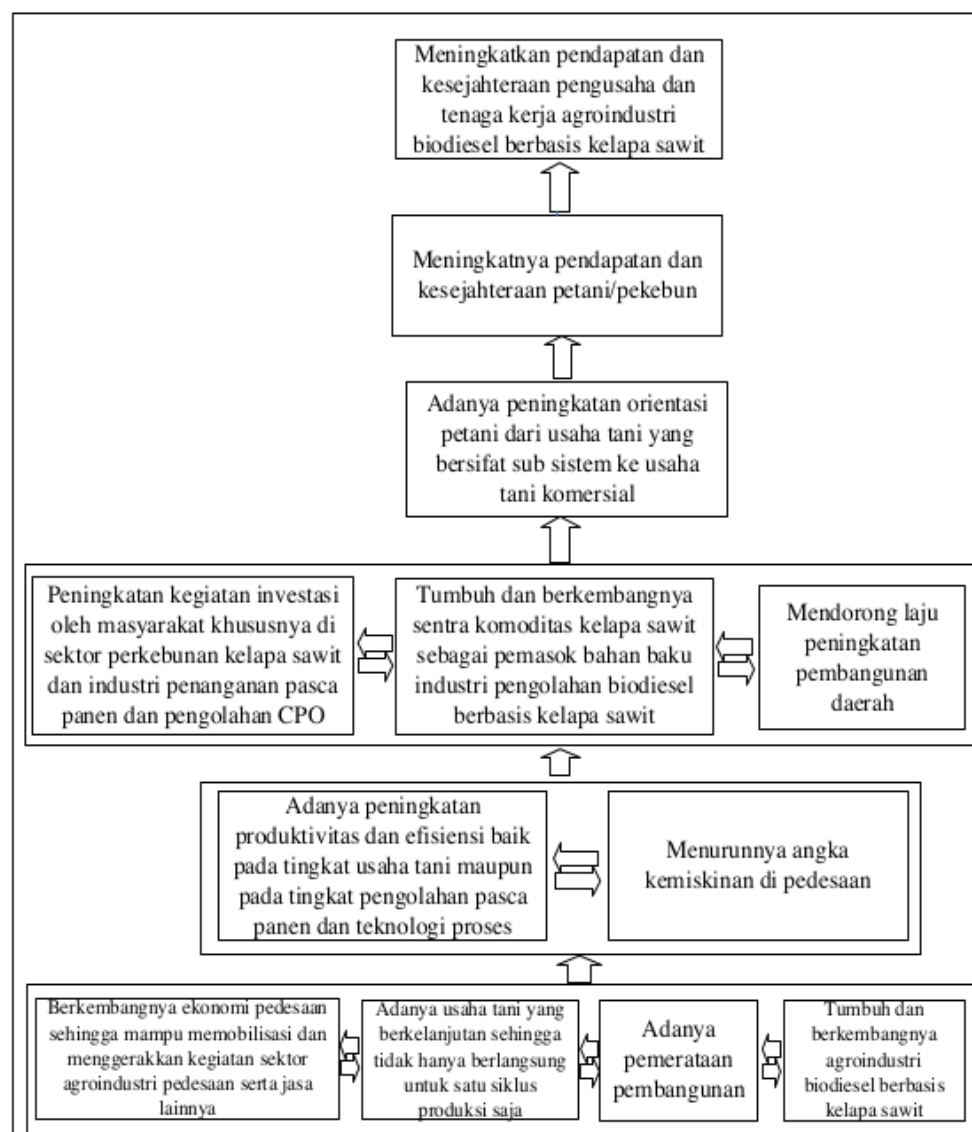 Meningkatkan pendapatan dan
kesejahteraan pengusaha dan
tenaga kerja agroindustri
biodiesel berbasis kelapa sawit
Meningkatnya pendapatan dan
kesejahteraan petani/pekebun
Adanya peningkatan orientasi
petani dari usaha tani yang
bersifat sub sistem ke usaha
tani komersial
Peningkatan kegiatan investasi
oleh masyarakat khususnya di
sektor perkebunan kelapa sawit
dan industri penanganan pasca
panen dan pengolahan CPO
Tumbuh dan berkembangnya
sentra komoditas kelapa sawit
sebagai pemasok bahan baku
industri pengolahan biodiesel
berbasis kelapa sawit
Mendorong laju
peningkatan
pembangunan
daerah
Adanya peningkatan
produktivitas dan efisiensi baik
pada tingkat usaha tani maupun
pada tingkat pengolahan pasca
panen dan teknologi proses
Menurunnya angka
kemiskinan di pedesaan
Berkembangnya ekonomi pedesaan
sehingga mampu memobilisasi dan
menggerakkan kegiatan sektor
agroindustri pedesaan serta jasa
lainnya
Adanya usaha tani yang
berkelanjutan sehingga
tidak hanya berlangsung
untuk satu siklus
produksi saja
Adanya
pemerataan
pembangunan
Tumbuh dan
berkembangnya
agroindustri
biodiesel berbasis
kelapa sawit